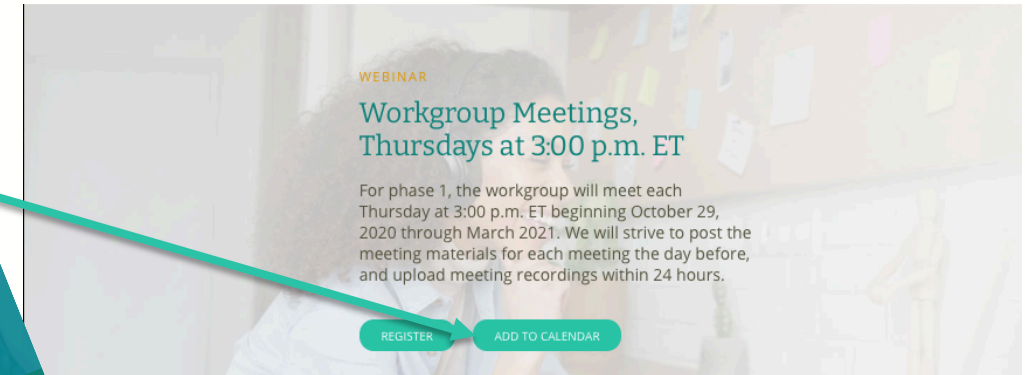 WEBINAR
Workgroup Meetings,
Thursdays at 3:00 p.m. ET
For phase 1, the workgroup will meet each
Thursday at 3:00 p.m. ET beginning October 29,
2020 through March 2021. We will strive to post the
meeting materials for each meeting the day before,
and upload meeting recordings within 24 hours.
REGISTER ADD TO CALENDAR